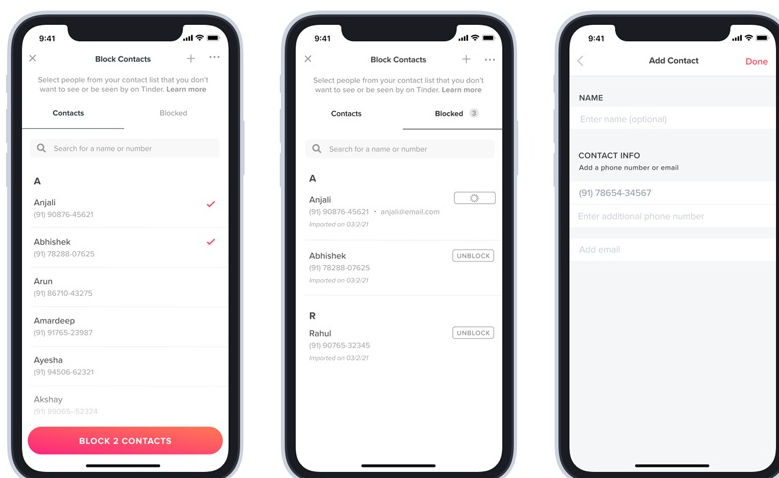 9:41
Block Contacts
Select people from your contact list that you don't
want to see or be seen by on Tinder. Learn more
Contacts
Blocked
Search for a name or number
A
Anjali
(91) 90876-45621
Abhishek
(91) 78288-07625
Arun
(91) 86710-43275
Amardeep
(91) 91765-23987
Ayesha
(91) 94506-62321
Akshay
(91) 89065–52324
BLOCK 2 CONTACTS
9:41
Block Contacts
Select people from your contact list that you don't
want to see or be seen by on Tinder. Learn more
Contacts
Blocked 3
Search for a name or number
A
Anjali
(91) 90876-45621 • anjali@email.com
Imported on 03/2/21
Abhishek
UNBLOCK
(91) 78288-07625
Imported on 03/2/21
R
Rahul
UNBLOCK
(91) 90765-32345
Imported on 03/2/21
9:41
Add Contact
Done
NAME
Enter name (optional)
CONTACT INFO
Add a phone number or email
(91) 78654-34567
Enter additional phone number
Add email